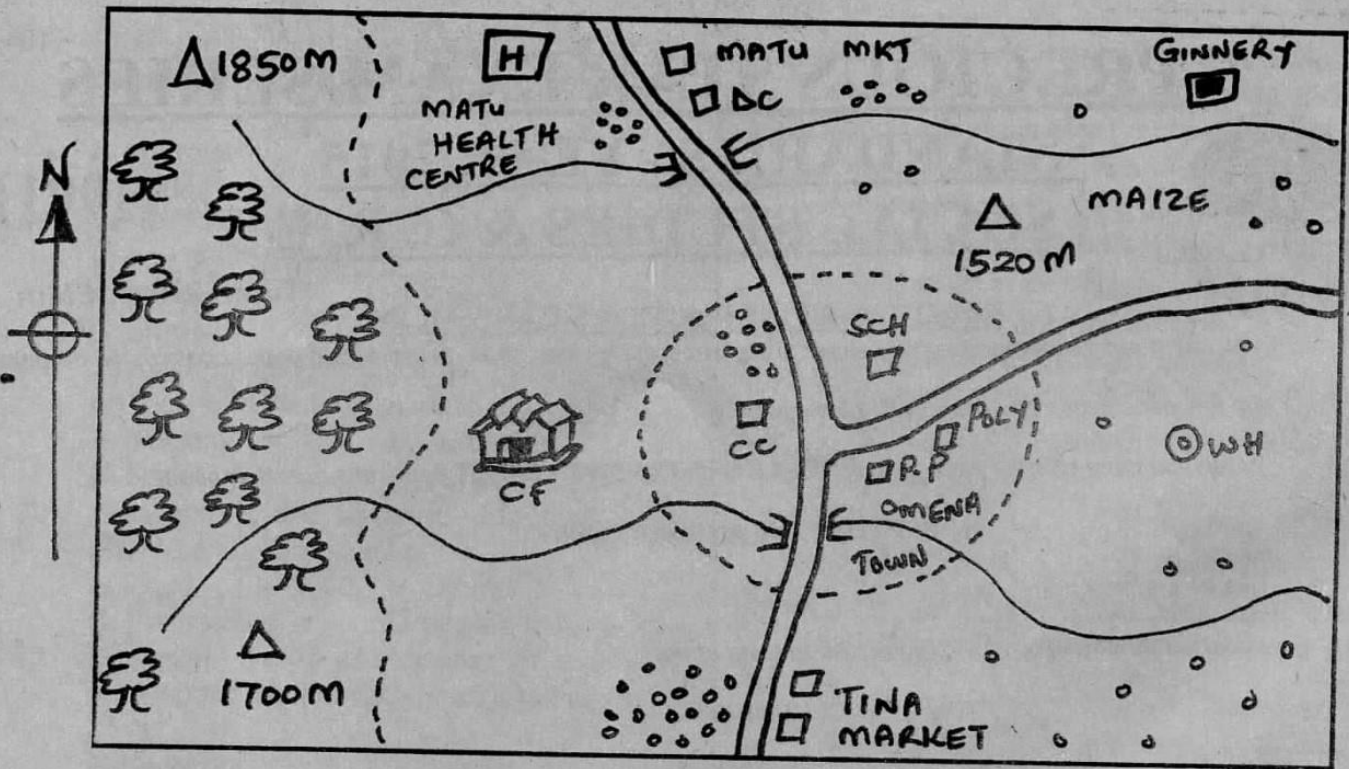 1850M
H
MATU MKT
GINNERY
DC
MATU
HEALTH
CENTRE
N
MAIZE
1520M
SCH
POLY
WH
CC
P.P
CF
OMENA
TOWN
1700M
TINA
MARKET